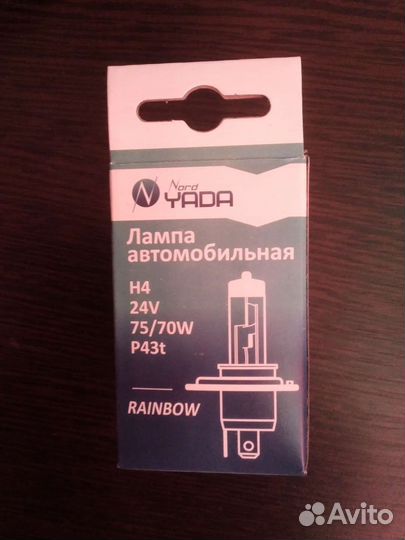 Nord
YADA
Лампа
автомобильная
H4
24V
75/70W
P43t
RAINBOW
Avito